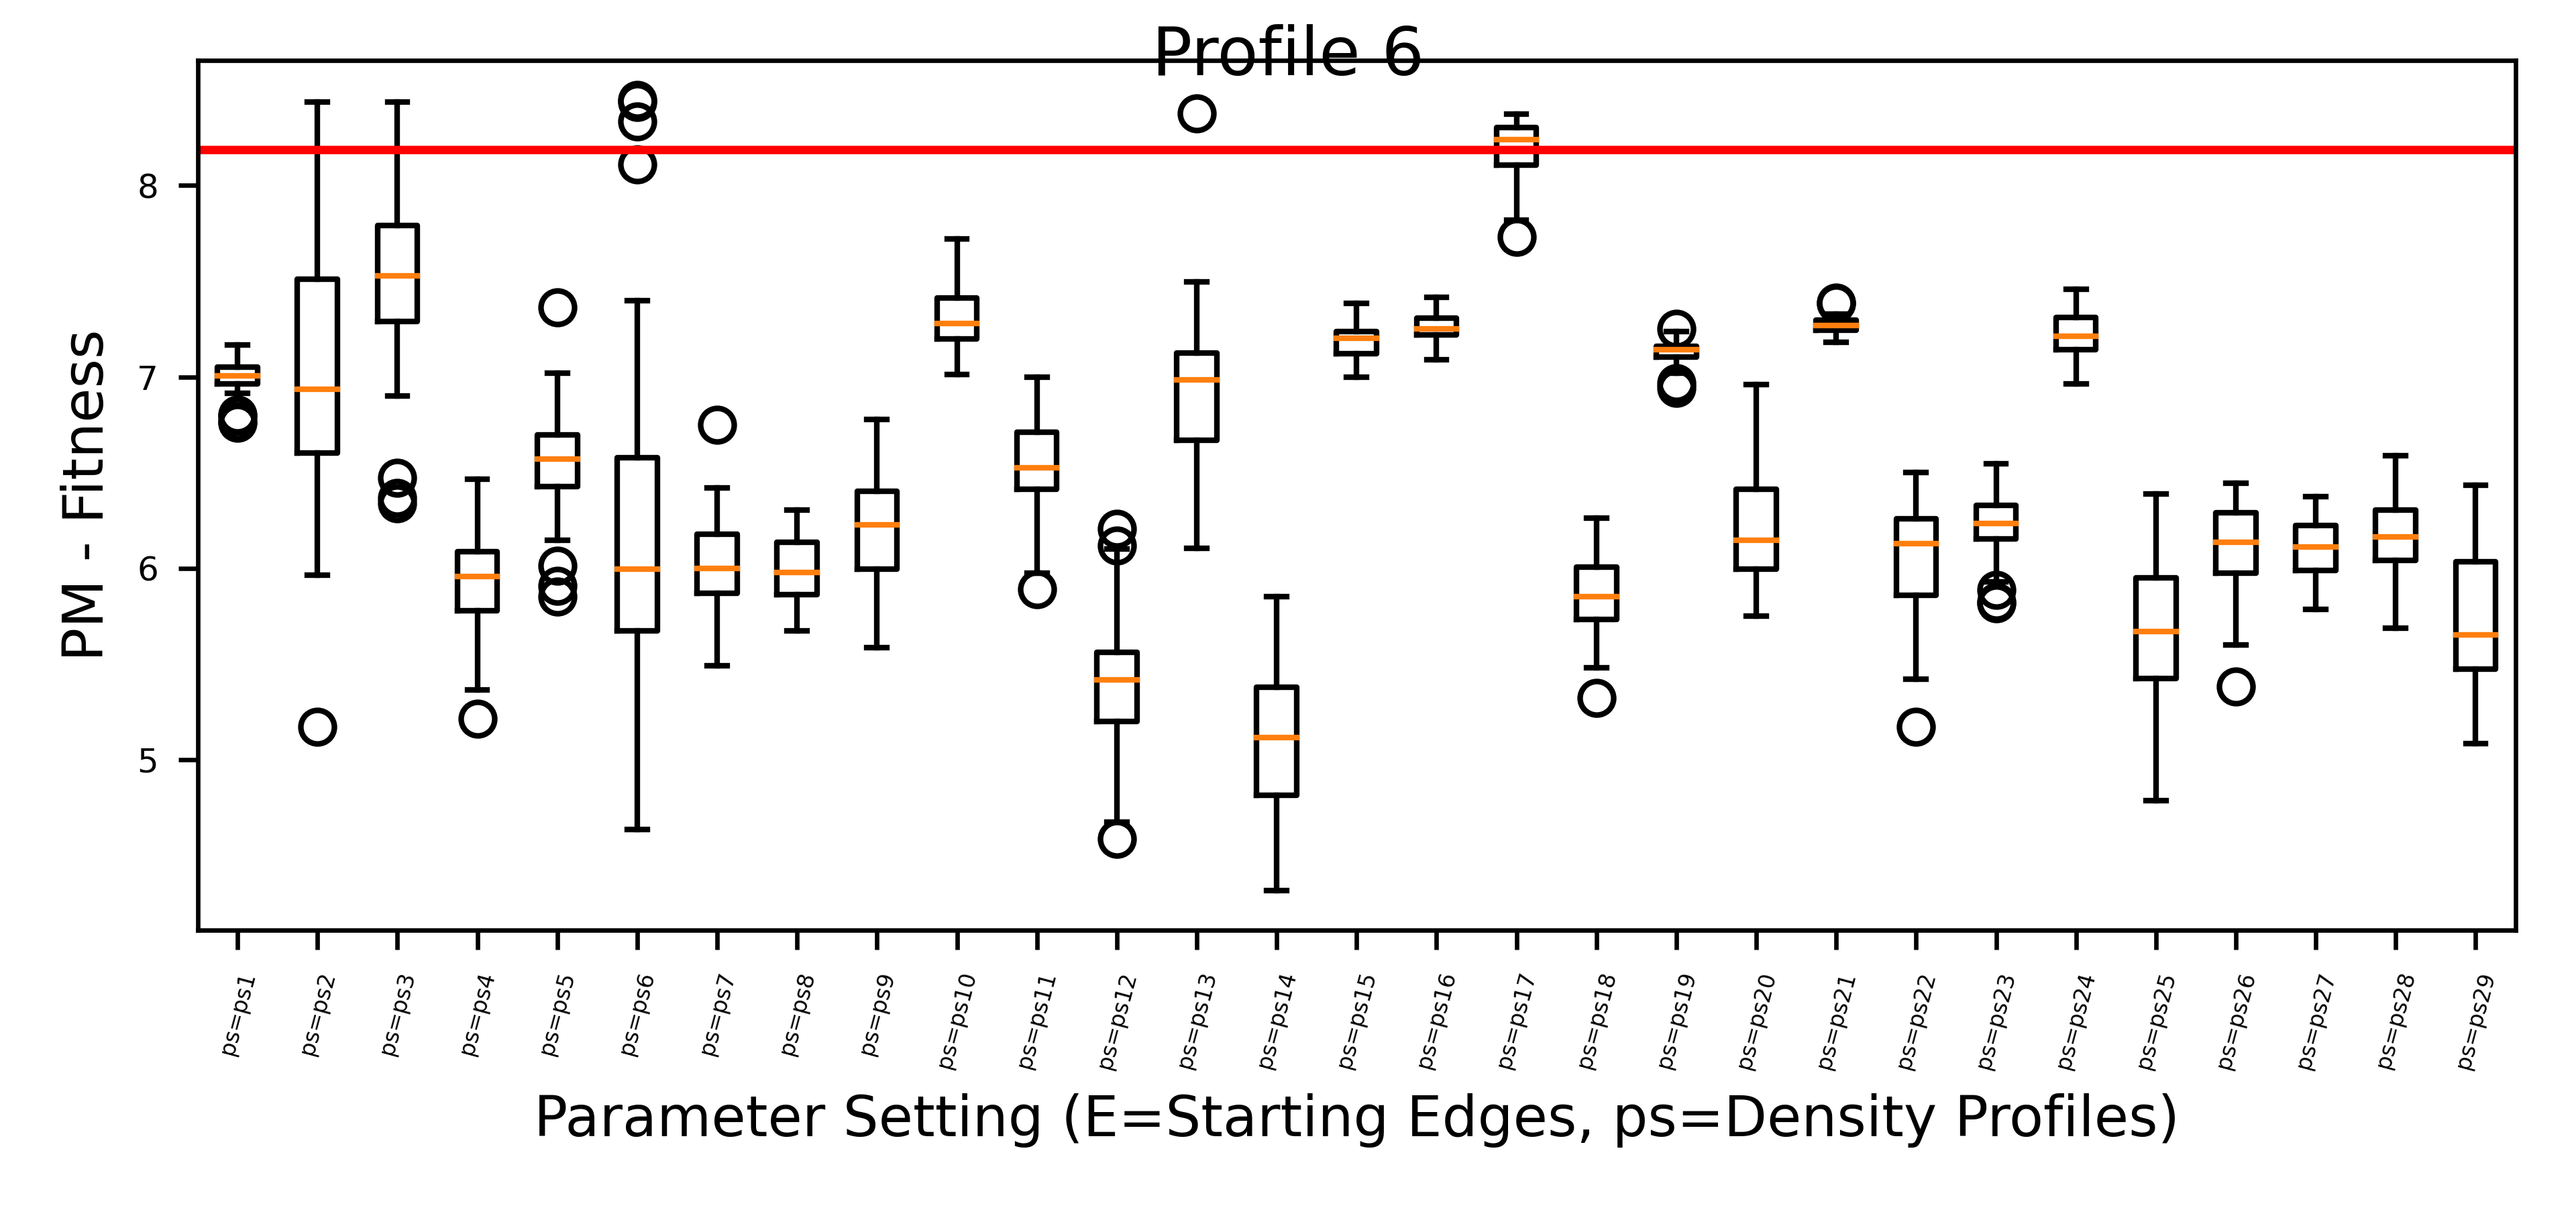 Profile 6
PM - Fitness
8
7
6
5
ps=ps1
ps=ps2
ps=ps3
ps=ps4
ps=ps5
ps=ps6
ps=ps7
ps=ps8
ps=ps9
ps=ps10
ps=ps11
ps=ps12
ps=ps13
ps=ps14
ps=ps15
ps=ps16
ps=ps17
ps=ps18
ps=ps19
ps=ps20
ps=ps21
ps=ps22
ps=ps23
ps=ps24
ps=ps25
ps=ps26
ps=ps27
ps=ps28
ps=ps29
Parameter Setting (E=Starting Edges, ps=Density Profiles)